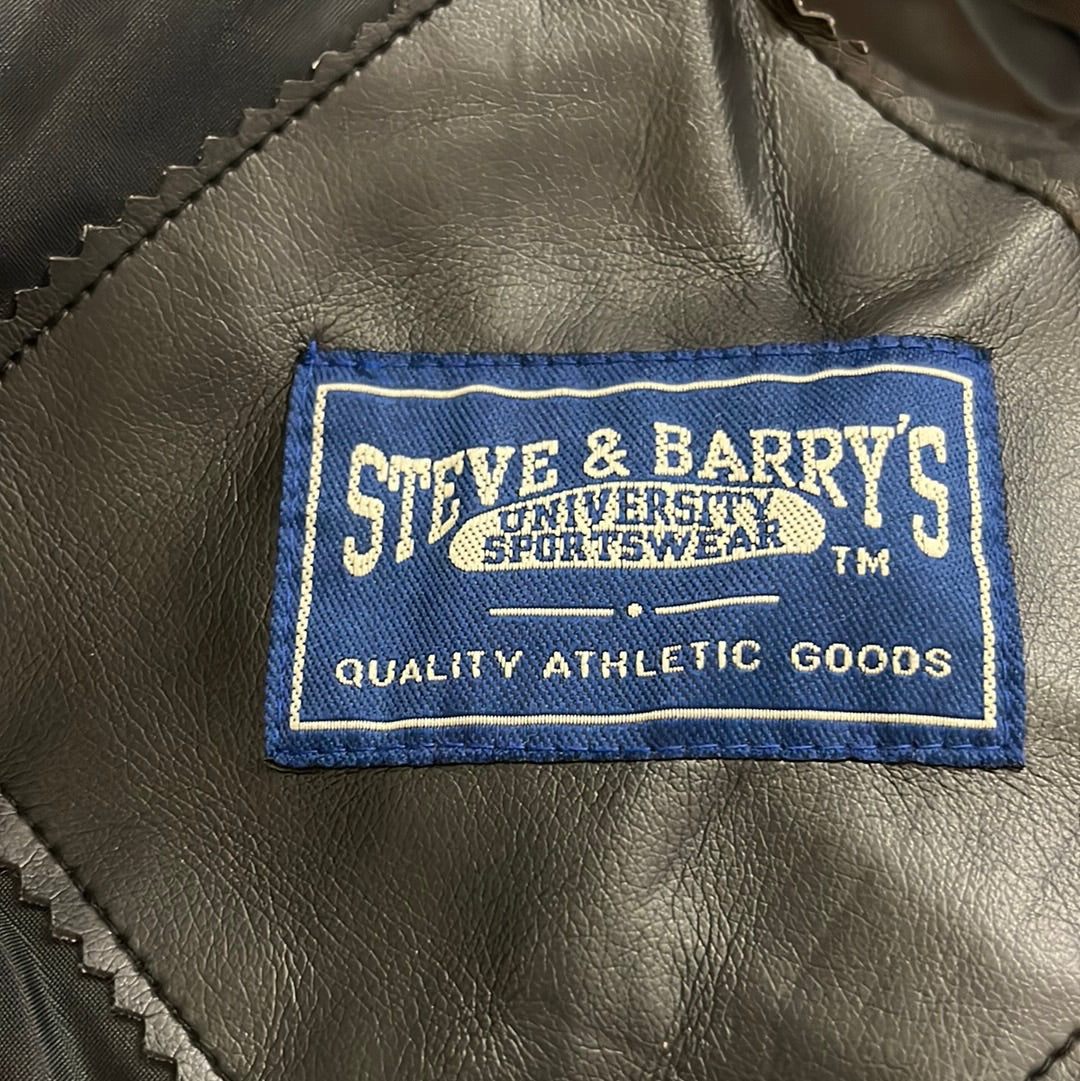 STEVE & BARRY'S
UNIVERSITY
SPORTSWEAR
TM
QUALITY ATHLETIC GOODS